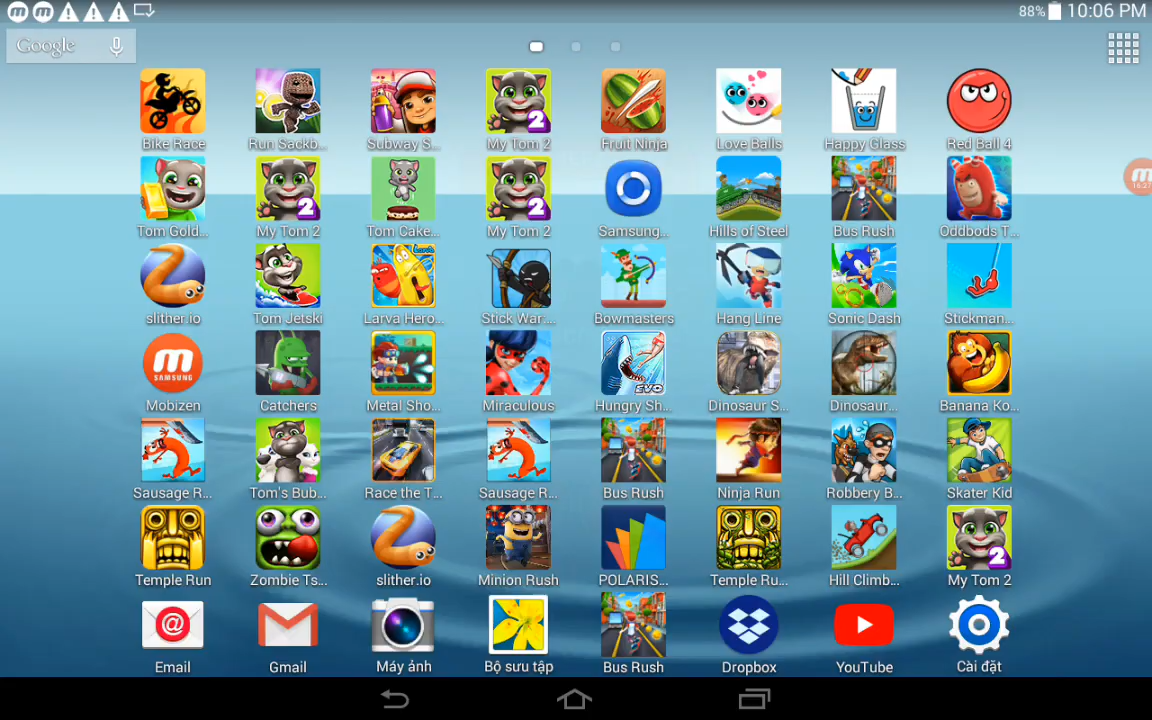 88% 10:06 PM
Google
Bike Race Run Sackb... Subway S... My Tom 2 Fruit Ninja Love Balls Happy Glass Red Ball 4
Tom Gold... My Tom 2 Tom Cake... My Tom 2 Samsung... Hills of Steel Bus Rush Oddbods T...
slither.io Tom Jetski Larva Hero... Stick War:... Bowmasters Hang Line Sonic Dash Stickman...
Mobizen Catchers Metal Sho... Miraculous Hungry Sh... Dinosaur S... Dinosaur... Banana Ko...
Sausage R... Tom's Bub... Race the T... Sausage R... Bus Rush Ninja Run Robbery B... Skater Kid
Temple Run Zombie Ts... slither.io Minion Rush POLARIS... Temple Ru... Hill Climb... My Tom 2
Email Gmail Máy ảnh Bộ sưu tập Bus Rush Dropbox YouTube Cài đặt